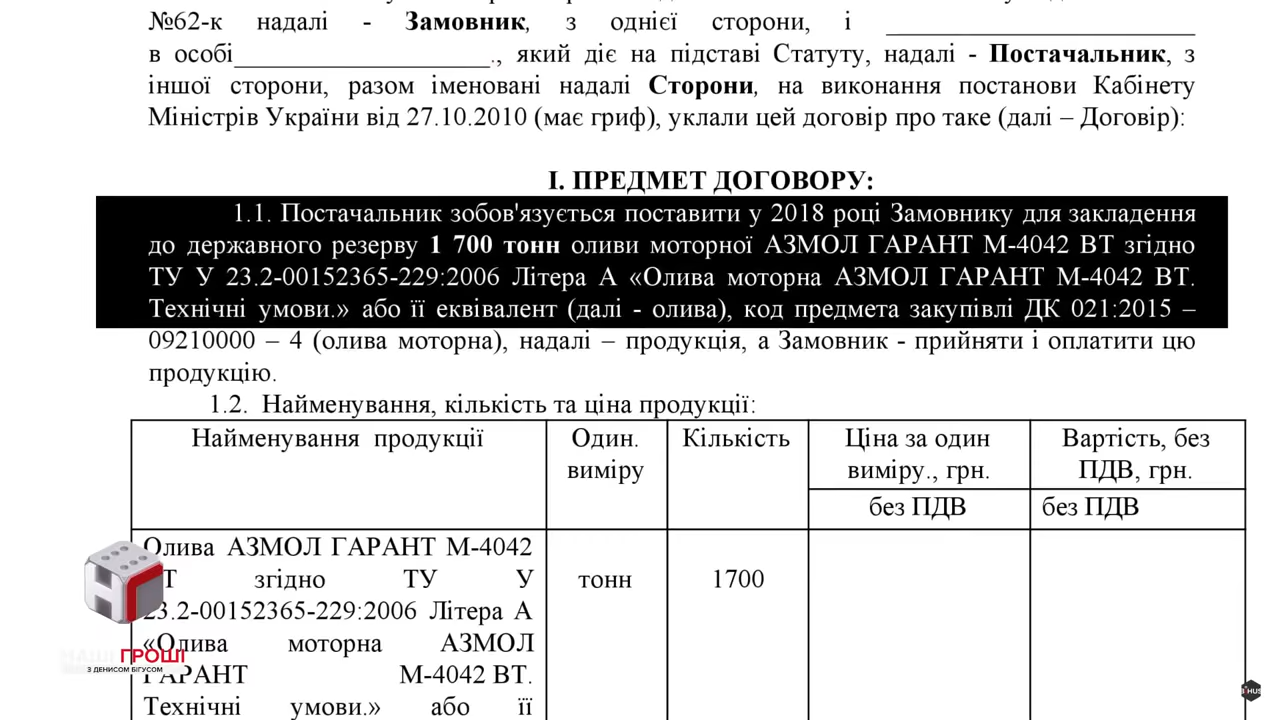 №62-к надалі - Замовник, з однієї сторони, і ______________________
в особі___________________., який діє на підставі Статуту, надалі - Постачальник, з
іншої сторони, разом іменовані надалі Сторони, на виконання постанови Кабінету
Міністрів України від 27.10.2010 (має гриф), уклали цей договір про таке (далі – Договір):
І. ПРЕДМЕТ ДОГОВОРУ:
1.1. Постачальник зобов'язується поставити у 2018 році Замовнику для закладення
до державного резерву 1 700 тонн оливи моторної АЗМОЛ ГАРАНТ М-4042 ВТ згідно
ТУ У 23.2-00152365-229:2006 Літера А «Олива моторна АЗМОЛ ГАРАНТ М-4042 ВТ.
Технічні умови.» або її еквівалент (далі - олива), код предмета закупівлі ДК 021:2015 –
09210000 – 4 (олива моторна), надалі – продукція, а Замовник - прийняти і оплатити цю
продукцію.
1.2. Найменування, кількість та ціна продукції:
Найменування продукції
Один.
виміру
Кількість
Ціна за один
виміру., грн.
Вартість, без
ПДВ, грн.
без ПДВ
без ПДВ
Олива АЗМОЛ ГАРАНТ М-4042
ВТ згідно ТУ У
23.2-00152365-229:2006 Літера А
«Олива моторна АЗМОЛ
ГАРАНТ М-4042 ВТ.
Технічні умови.» або її
тонн
1700
НАШІ ГРОШІ
З ДЕНИСОМ БІГУСОМ
BIHUS